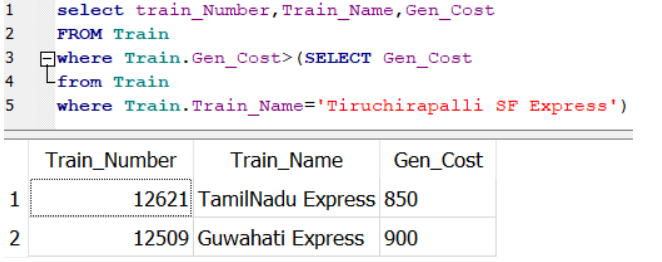 1 select train_Number,Train_Name,Gen_Cost
2 FROM Train
3 where Train.Gen_Cost>(SELECT Gen_Cost
4 from Train
5 where Train.Train_Name='Tiruchirapalli SF Express')
Train_Number Train_Name Gen_Cost
1 12621 TamilNadu Express 850
2 12509 Guwahati Express 900